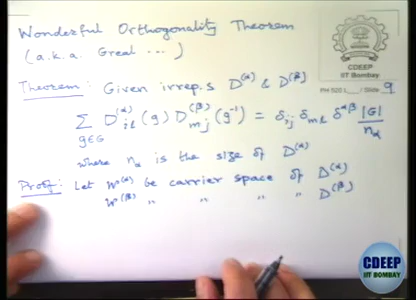 Wonderful Orthogonality Theorem
(a.k.a. Great ... )
CDEEP
IIT Bombay
PH 500 L___ / Slide 9
Theorem: Given irrep.s D^(α) & D^(β)
∑_{g∈G} D^(α)_{il}(g) D^(β)_{mj}(g⁻¹) = δ_{ij} δ_{ml} δ^{αβ} |G|/n_α
where n_α is the size of D^(α)
Proof: Let W^(α) be carrier space of D^(α)
W^(β) " " " " D^(β)
CDEEP
IIT BOMBAY